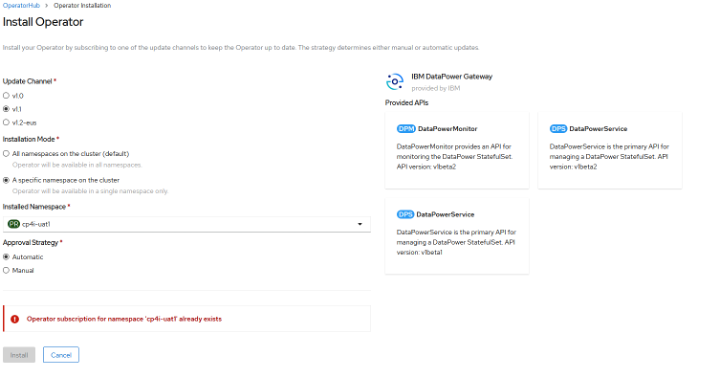 OperatorHub > Operator Installation
Install Operator
Install your Operator by subscribing to one of the update channels to keep the Operator up to date. The strategy determines either manual or automatic updates.
Update Channel *
v1.0
v1.1
v1.2-eus
Installation Mode *
All namespaces on the cluster (default)
Operator will be available in all namespaces.
A specific namespace on the cluster
Operator will be available in a single namespace only.
Installed Namespace *
PR cp4i-uat1
Approval Strategy *
Automatic
Manual
Operator subscription for namespace 'cp4i-uat1' already exists
Install Cancel
IBM DataPower Gateway
provided by IBM
Provided APIs
DPM DataPowerMonitor
DataPowerMonitor provides an API for
monitoring the DataPower StatefulSet.
API version: v1beta2
DPS DataPowerService
DataPowerService is the primary API for
managing a DataPower StatefulSet.
API version: v1beta2
DPS DataPowerService
DataPowerService is the primary API for
managing a DataPower StatefulSet. API
version: v1beta1